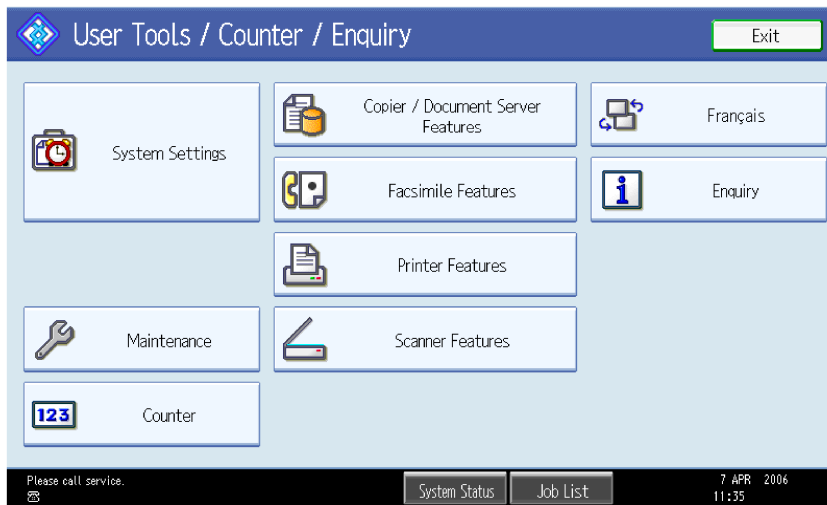 User Tools / Counter / Enquiry
Exit
System Settings
Copier / Document Server
Features
Français
Facsimile Features
Enquiry
Printer Features
Maintenance
Scanner Features
123
Counter
Please call service.
System Status
Job List
7 APR 2006
11:35